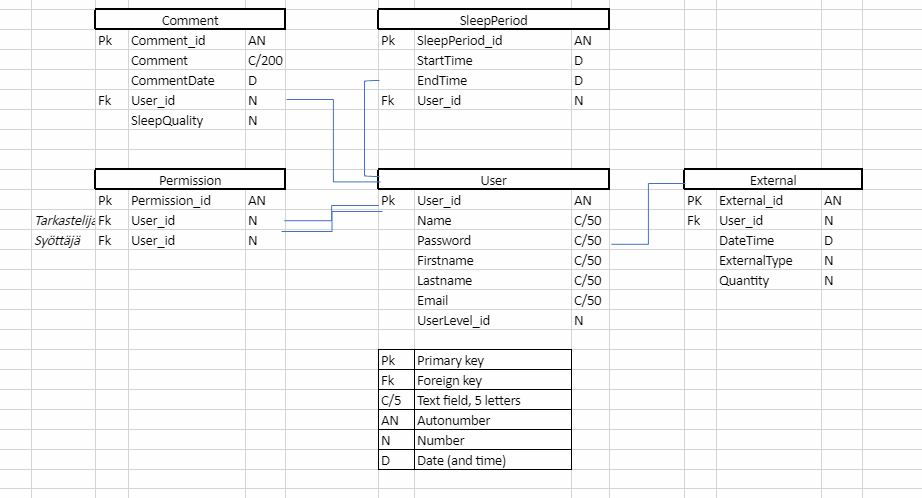 Comment
Pk Comment_id AN
Comment C/200
CommentDate D
Fk User_id N
SleepQuality N
SleepPeriod
Pk SleepPeriod_id AN
StartTime D
EndTime D
Fk User_id N
Permission
Pk Permission_id AN
Tarkastelija Fk User_id N
Syöttäjä Fk User_id N
User
Pk User_id AN
Name C/50
Password C/50
Firstname C/50
Lastname C/50
Email C/50
UserLevel_id N
External
PK External_id AN
Fk User_id N
DateTime D
ExternalType N
Quantity N
Pk Primary key
Fk Foreign key
C/5 Text field, 5 letters
AN Autonumber
N Number
D Date (and time)